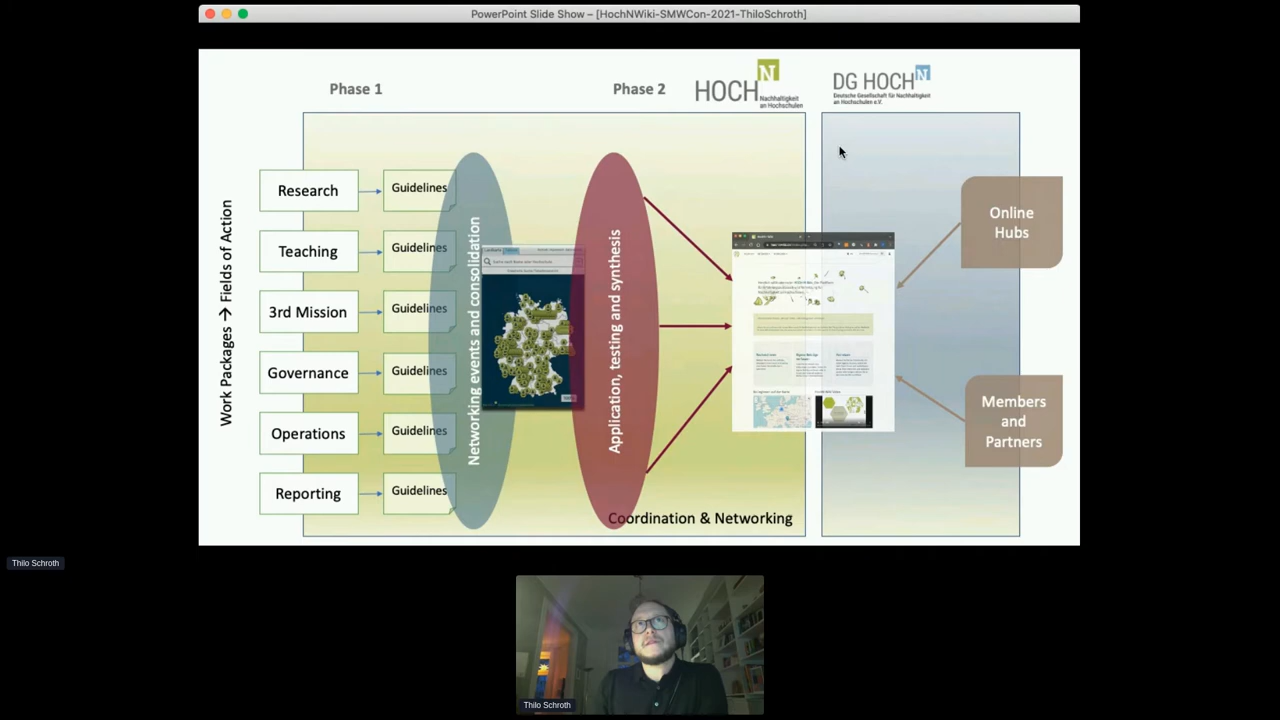 PowerPoint Slide Show – [HochNWiki-SMWCon-2021-ThiloSchroth]
Phase 1
Phase 2
HOCH N
Nachhaltigkeit
an Hochschulen
DG HOCH N
Deutsche Gesellschaft für Nachhaltigkeit
an Hochschulen e.V.
Work Packages → Fields of Action
Research
Guidelines
Teaching
Guidelines
3rd Mission
Guidelines
Governance
Guidelines
Operations
Guidelines
Reporting
Guidelines
Networking events and consolidation
Application, testing and synthesis
Coordination & Networking
Online
Hubs
Members
and
Partners
Thilo Schroth
Thilo Schroth